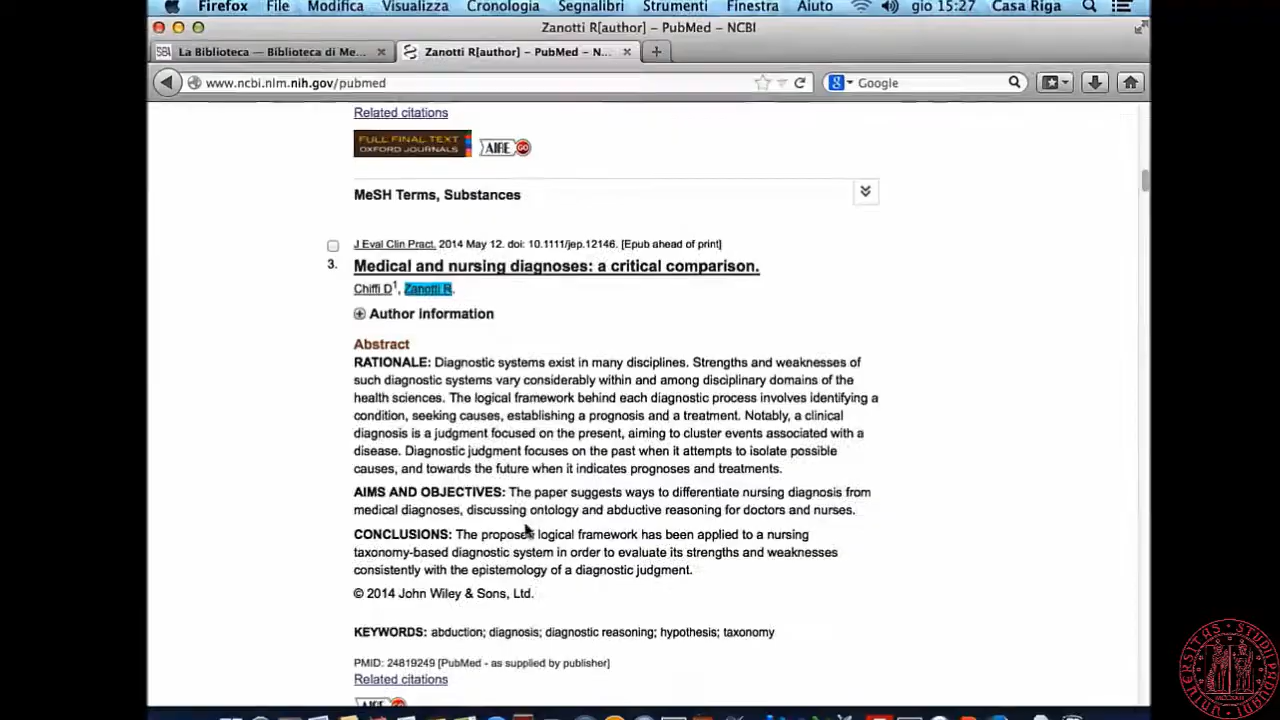 Firefox File Modifica Visualizza Cronologia Segnalibri Strumenti Finestra Aiuto gio 15:27 Casa Riga
Zanotti R[author] – PubMed – NCBI
SBI La Biblioteca — Biblioteca di Me... Zanotti R[author] – PubMed – N...
www.ncbi.nlm.nih.gov/pubmed Google
Related citations
FULL FINAL TEXT
OXFORD JOURNALS
AIRE GO
MeSH Terms, Substances
J Eval Clin Pract. 2014 May 12. doi: 10.1111/jep.12146. [Epub ahead of print]
3. Medical and nursing diagnoses: a critical comparison.
Chiffi D1, Zanotti R.
Author information
Abstract
RATIONALE: Diagnostic systems exist in many disciplines. Strengths and weaknesses of
such diagnostic systems vary considerably within and among disciplinary domains of the
health sciences. The logical framework behind each diagnostic process involves identifying a
condition, seeking causes, establishing a prognosis and a treatment. Notably, a clinical
diagnosis is a judgment focused on the present, aiming to cluster events associated with a
disease. Diagnostic judgment focuses on the past when it attempts to isolate possible
causes, and towards the future when it indicates prognoses and treatments.
AIMS AND OBJECTIVES: The paper suggests ways to differentiate nursing diagnosis from
medical diagnoses, discussing ontology and abductive reasoning for doctors and nurses.
CONCLUSIONS: The proposed logical framework has been applied to a nursing
taxonomy-based diagnostic system in order to evaluate its strengths and weaknesses
consistently with the epistemology of a diagnostic judgment.
© 2014 John Wiley & Sons, Ltd.
KEYWORDS: abduction; diagnosis; diagnostic reasoning; hypothesis; taxonomy
PMID: 24819249 [PubMed - as supplied by publisher]
Related citations